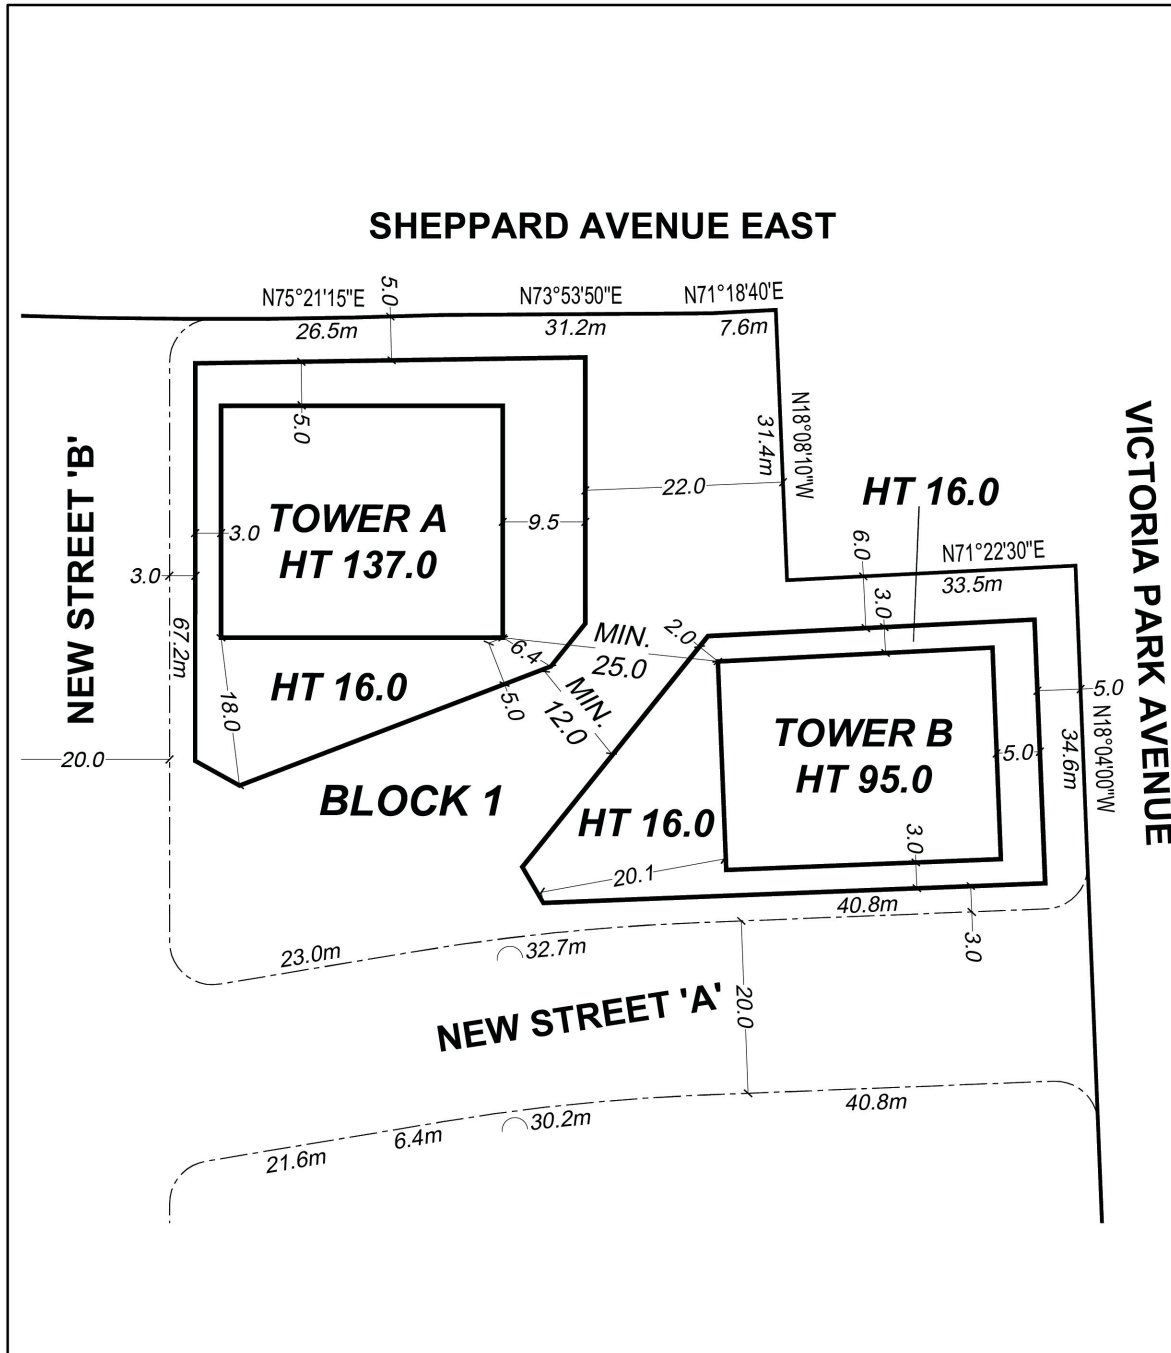 SHEPPARD AVENUE EAST
N75°21'15"E
5.0
N73°53'50"E
N71°18'40'E
26.5m
31.2m
7.6m
5.0
N18°08'10"W
31.4m
22.0
HT 16.0
VICTORIA PARK AVENUE
NEW STREET 'B'
TOWER A
HT 137.0
3.0
9.5
3.0
6.0
N71°22'30"E
33.5m
3.0
67.2m
6.4
MIN.
25.0
2.0
HT 16.0
18.0
5.0
MIN.
12.0
5.0
N18°04'00"W
34.6m
TOWER B
HT 95.0
5.0
20.0
BLOCK 1
HT 16.0
3.0
20.1
40.8m
3.0
23.0m
32.7m
NEW STREET 'A'
20.0
40.8m
30.2m
6.4m
21.6m